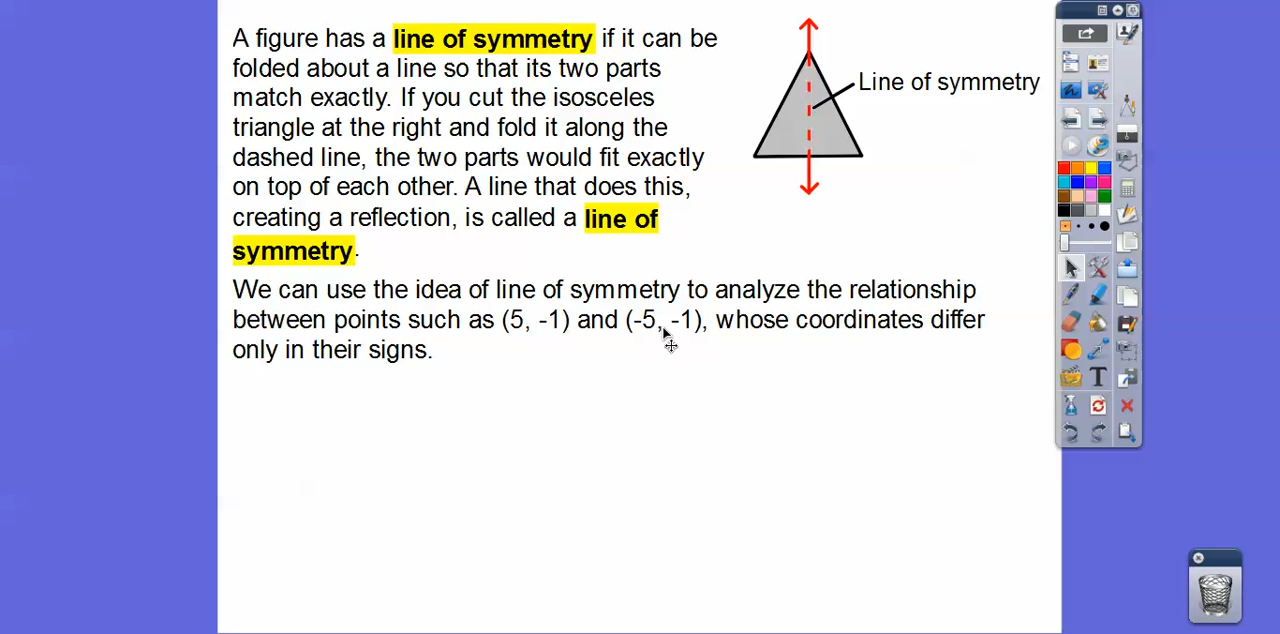 A figure has a line of symmetry if it can be
folded about a line so that its two parts
match exactly. If you cut the isosceles
triangle at the right and fold it along the
dashed line, the two parts would fit exactly
on top of each other. A line that does this,
creating a reflection, is called a line of
symmetry.
Line of symmetry
We can use the idea of line of symmetry to analyze the relationship
between points such as (5, -1) and (-5, -1), whose coordinates differ
only in their signs.